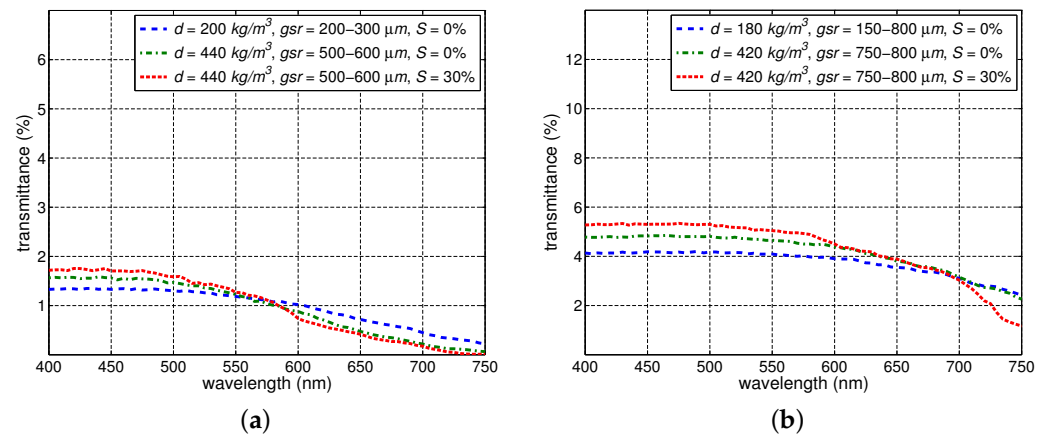 d = 200 kg/m³, gsr = 200–300 μm, S = 0%
d = 440 kg/m³, gsr = 500–600 μm, S = 0%
d = 440 kg/m³, gsr = 500–600 μm, S = 30%
transmittance (%)
6
5
4
3
2
1
400 450 500 550 600 650 700 750
wavelength (nm)
(a)
d = 180 kg/m³, gsr = 150–800 μm, S = 0%
d = 420 kg/m³, gsr = 750–800 μm, S = 0%
d = 420 kg/m³, gsr = 750–800 μm, S = 30%
transmittance (%)
12
10
8
6
4
2
400 450 500 550 600 650 700 750
wavelength (nm)
(b)